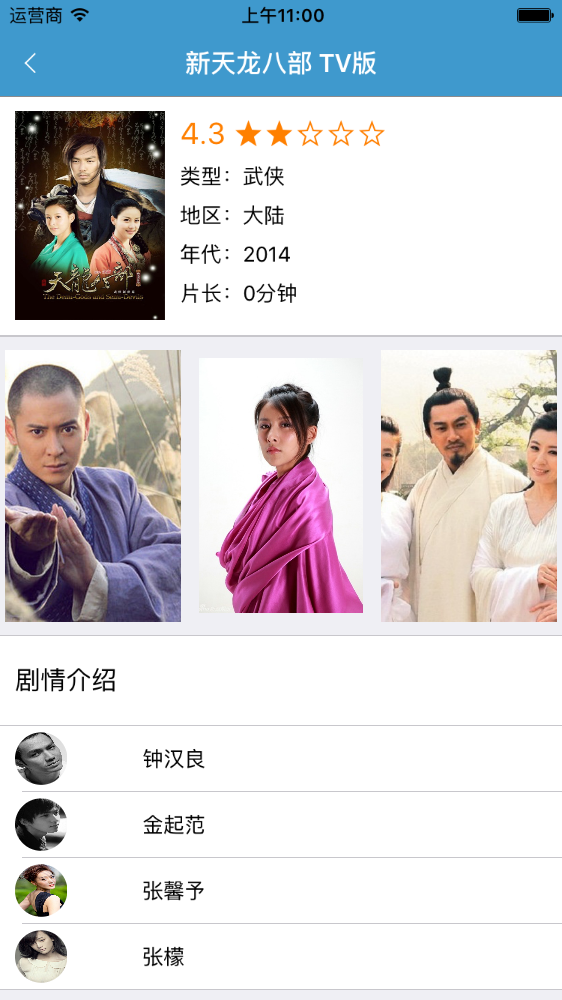 运营商
上午11:00
新天龙八部 TV版
4.3
类型：武侠
地区：大陆
年代：2014
片长：0分钟
天龙八部
The Demi-Gods and Semi-Devils
剧情介绍
钟汉良
金起范
张馨予
张檬